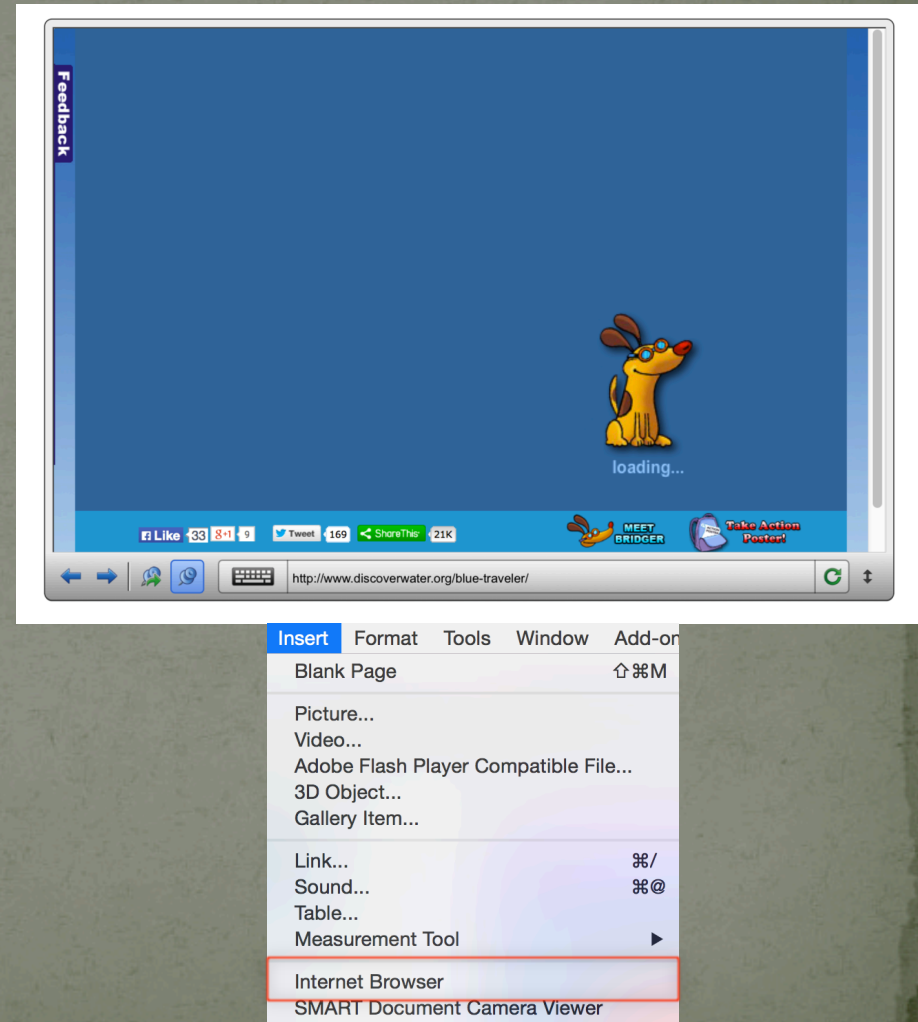 Feedback
loading...
Like 33 g+1 9 Tweet 169 ShareThis 21K
MEET
BRIDGER
Take Action
Poster!
http://www.discoverwater.org/blue-traveler/
Insert Format Tools Window Add-on
Blank Page ⇧⌘M
Picture...
Video...
Adobe Flash Player Compatible File...
3D Object...
Gallery Item...
Link... ⌘/
Sound... ⌘@
Table...
Measurement Tool
Internet Browser
SMART Document Camera Viewer